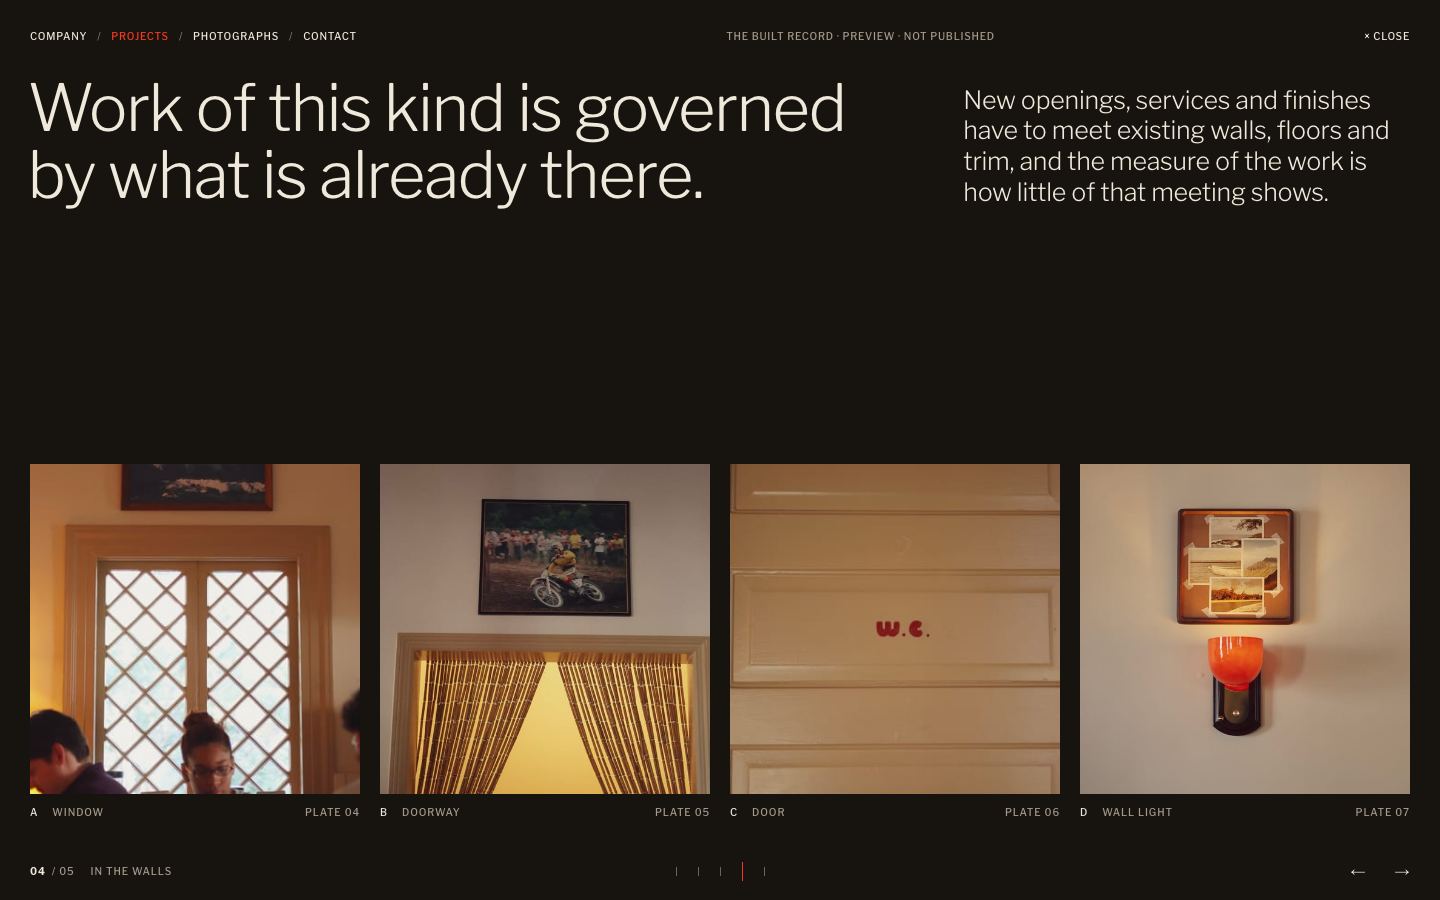 COMPANY / PROJECTS / PHOTOGRAPHS / CONTACT
THE BUILT RECORD · PREVIEW · NOT PUBLISHED
× CLOSE
Work of this kind is governed
by what is already there.
New openings, services and finishes
have to meet existing walls, floors and
trim, and the measure of the work is
how little of that meeting shows.
w.c.
A WINDOW PLATE 04
B DOORWAY PLATE 05
C DOOR PLATE 06
D WALL LIGHT PLATE 07
04 / 05 IN THE WALLS
← →